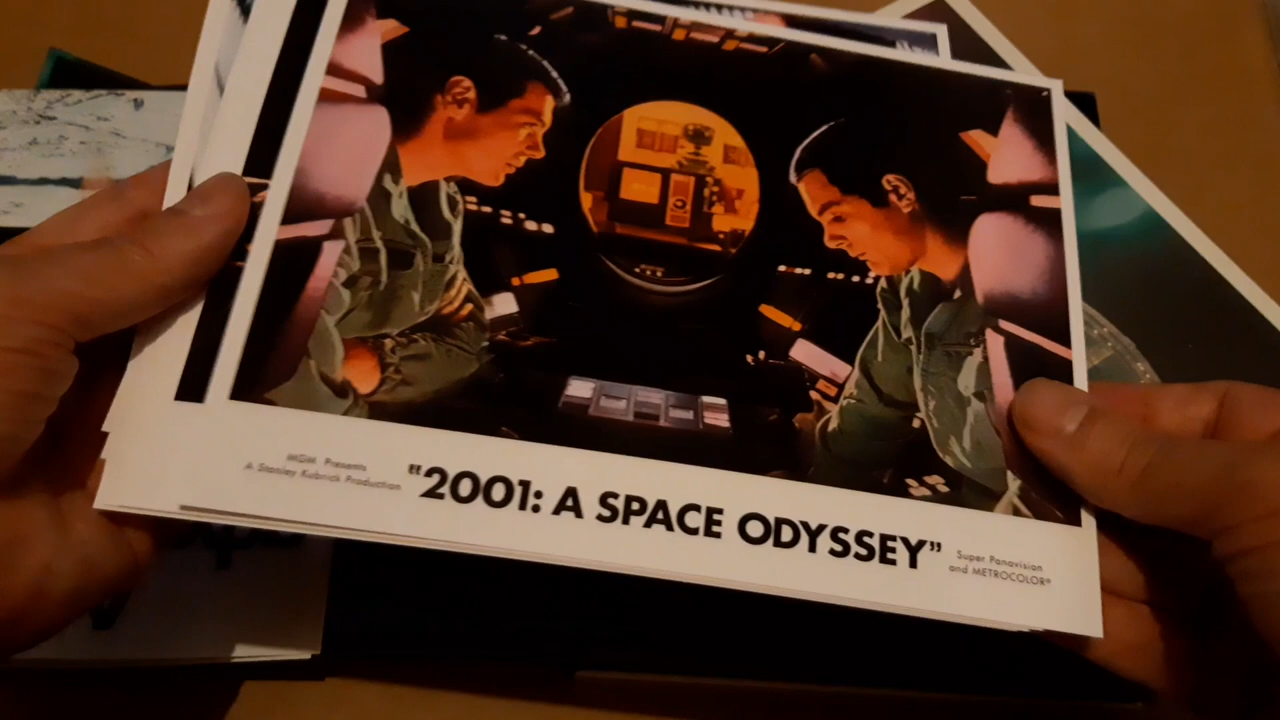 MGM Presents
A Stanley Kubrick Production
"2001: A SPACE ODYSSEY"
Super Panavision
and METROCOLOR®